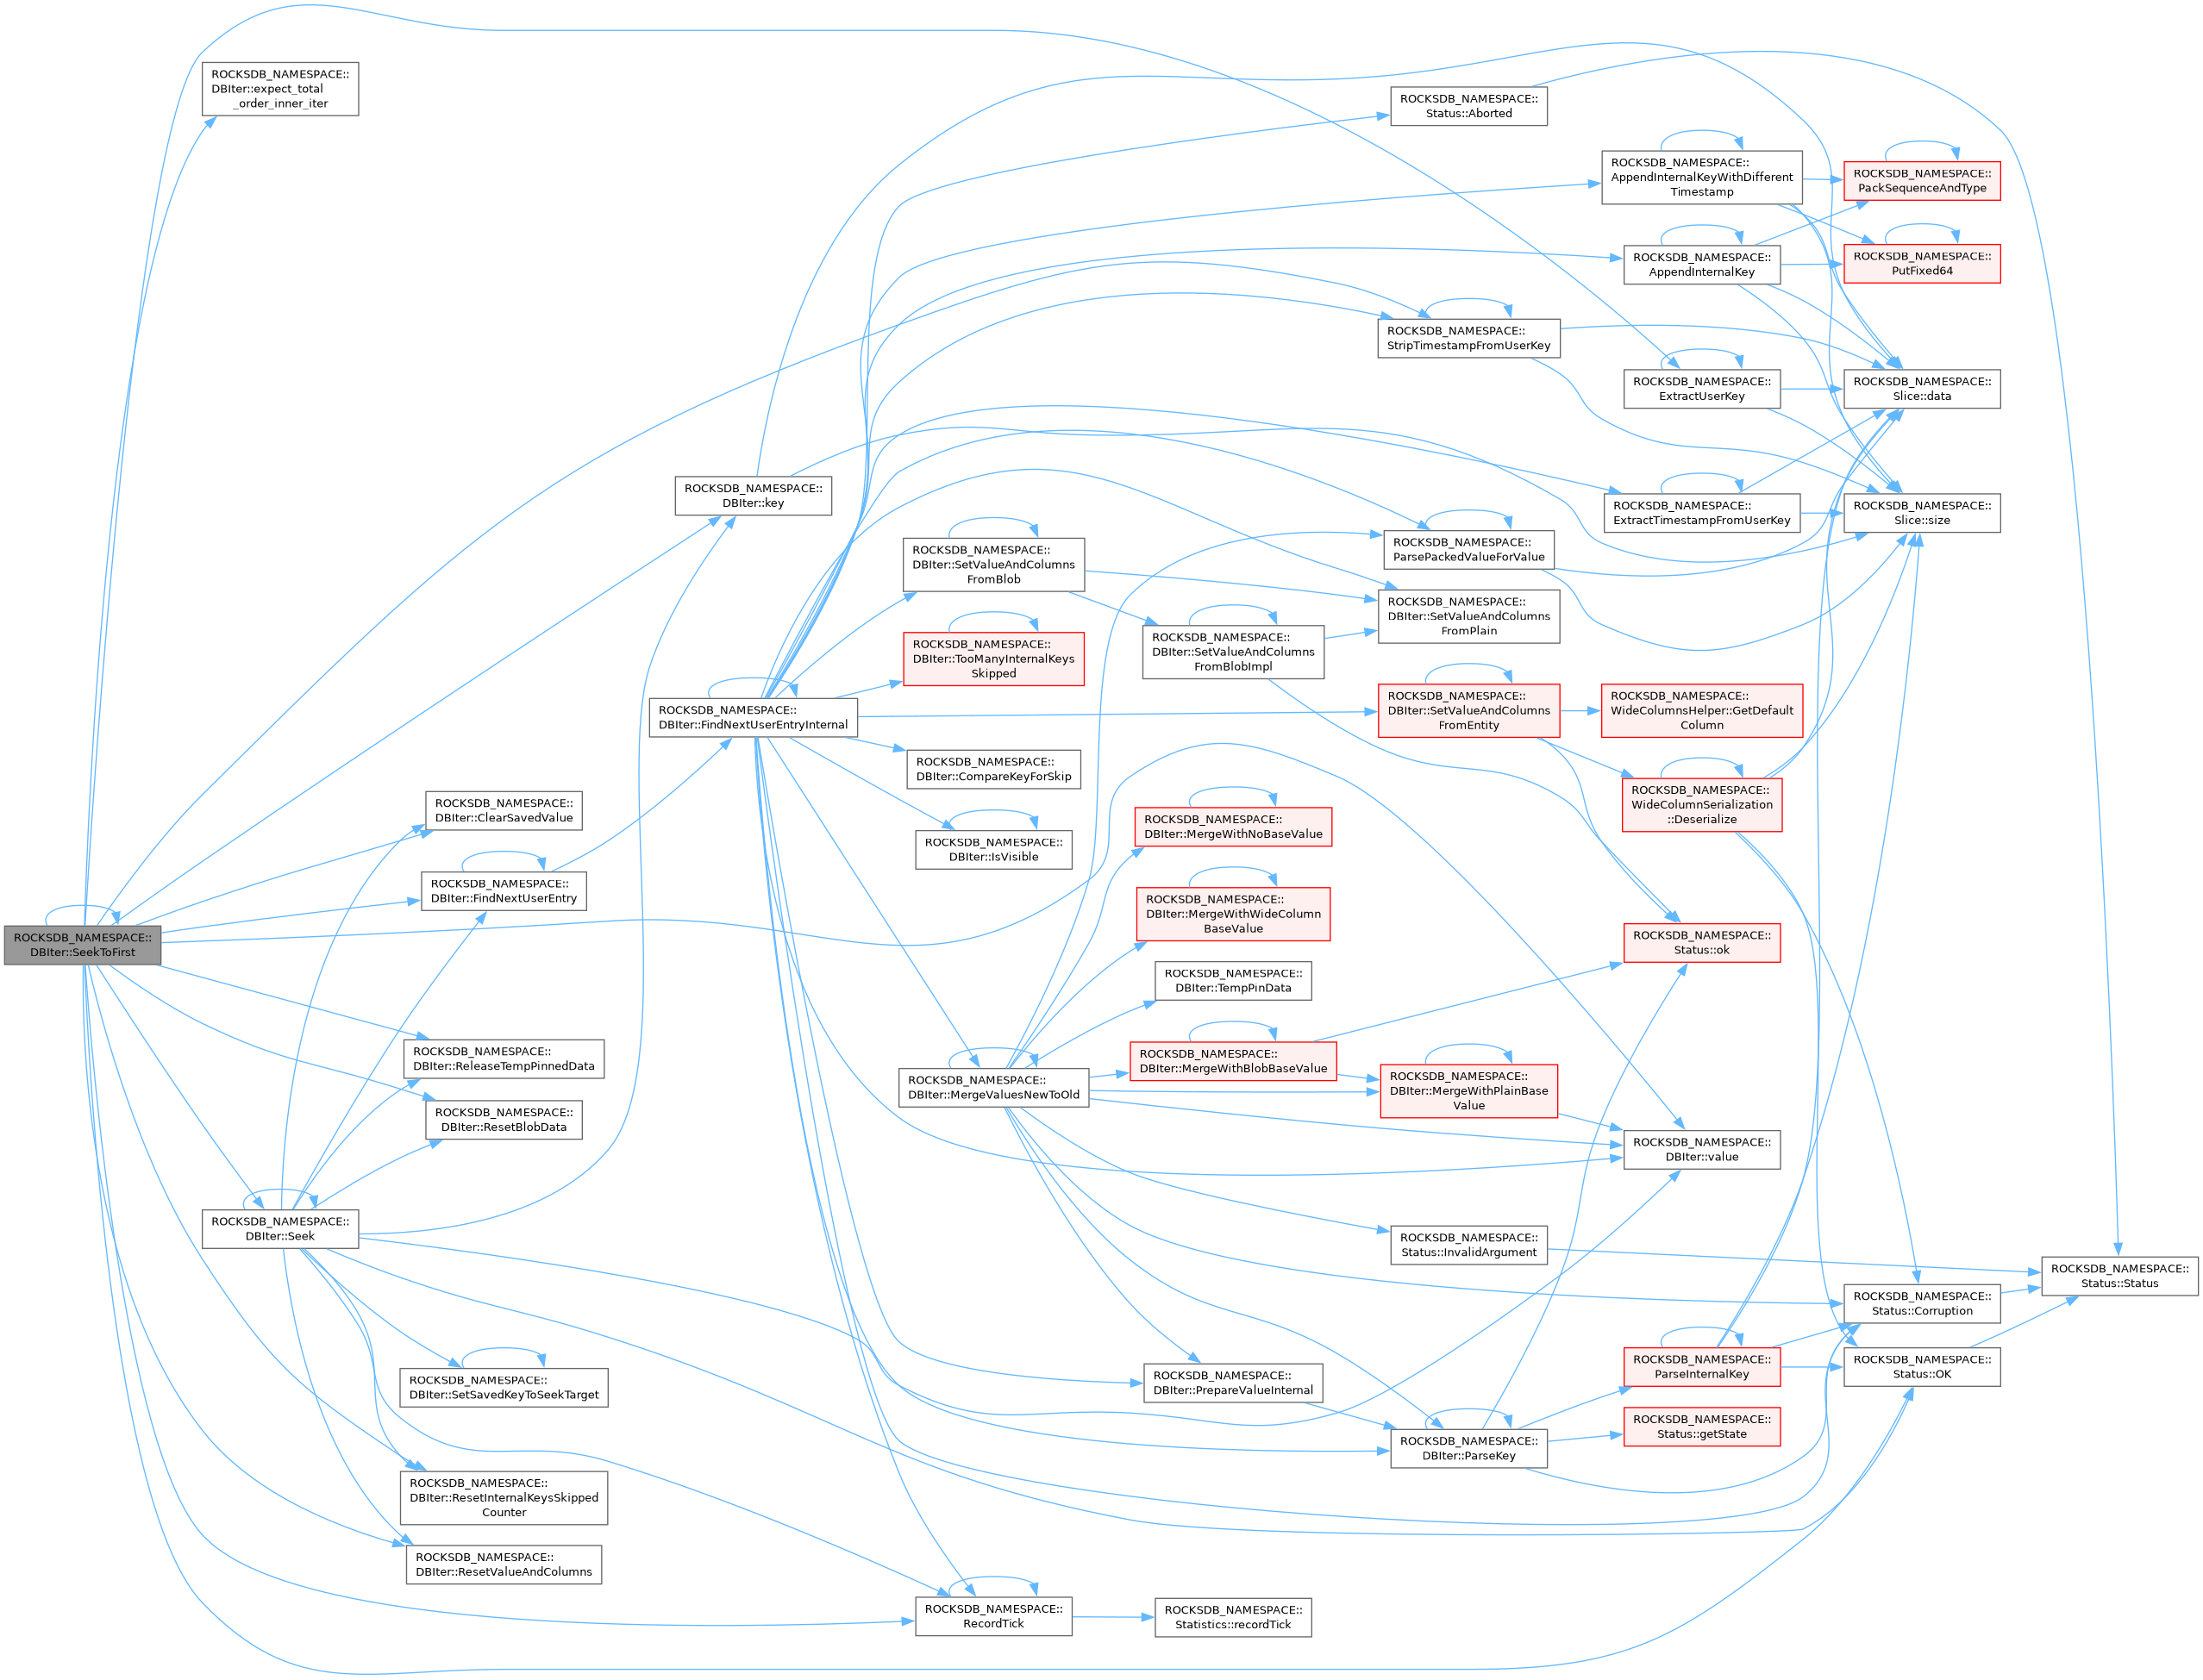 ROCKSDB_NAMESPACE::
DBIter::SeekToFirst
ROCKSDB_NAMESPACE::
DBIter::expect_total
_order_inner_iter
ROCKSDB_NAMESPACE::
DBIter::Seek
ROCKSDB_NAMESPACE::
DBIter::ClearSavedValue
ROCKSDB_NAMESPACE::
DBIter::FindNextUserEntry
ROCKSDB_NAMESPACE::
DBIter::ReleaseTempPinnedData
ROCKSDB_NAMESPACE::
DBIter::ResetBlobData
ROCKSDB_NAMESPACE::
DBIter::SetSavedKeyToSeekTarget
ROCKSDB_NAMESPACE::
DBIter::ResetInternalKeysSkipped
Counter
ROCKSDB_NAMESPACE::
DBIter::ResetValueAndColumns
ROCKSDB_NAMESPACE::
DBIter::key
ROCKSDB_NAMESPACE::
DBIter::FindNextUserEntryInternal
ROCKSDB_NAMESPACE::
DBIter::SetValueAndColumns
FromBlob
ROCKSDB_NAMESPACE::
DBIter::TooManyInternalKeys
Skipped
ROCKSDB_NAMESPACE::
DBIter::CompareKeyForSkip
ROCKSDB_NAMESPACE::
DBIter::IsVisible
ROCKSDB_NAMESPACE::
DBIter::MergeValuesNewToOld
ROCKSDB_NAMESPACE::
RecordTick
ROCKSDB_NAMESPACE::
DBIter::SetValueAndColumns
FromBlobImpl
ROCKSDB_NAMESPACE::
DBIter::MergeWithNoBaseValue
ROCKSDB_NAMESPACE::
DBIter::MergeWithWideColumn
BaseValue
ROCKSDB_NAMESPACE::
DBIter::TempPinData
ROCKSDB_NAMESPACE::
DBIter::MergeWithBlobBaseValue
ROCKSDB_NAMESPACE::
DBIter::PrepareValueInternal
ROCKSDB_NAMESPACE::
Statistics::recordTick
ROCKSDB_NAMESPACE::
Status::Aborted
ROCKSDB_NAMESPACE::
StripTimestampFromUserKey
ROCKSDB_NAMESPACE::
ParsePackedValueForValue
ROCKSDB_NAMESPACE::
DBIter::SetValueAndColumns
FromPlain
ROCKSDB_NAMESPACE::
DBIter::SetValueAndColumns
FromEntity
ROCKSDB_NAMESPACE::
DBIter::MergeWithPlainBase
Value
ROCKSDB_NAMESPACE::
Status::InvalidArgument
ROCKSDB_NAMESPACE::
DBIter::ParseKey
ROCKSDB_NAMESPACE::
AppendInternalKeyWithDifferent
Timestamp
ROCKSDB_NAMESPACE::
AppendInternalKey
ROCKSDB_NAMESPACE::
ExtractUserKey
ROCKSDB_NAMESPACE::
ExtractTimestampFromUserKey
ROCKSDB_NAMESPACE::
WideColumnsHelper::GetDefault
Column
ROCKSDB_NAMESPACE::
WideColumnSerialization
::Deserialize
ROCKSDB_NAMESPACE::
Status::ok
ROCKSDB_NAMESPACE::
DBIter::value
ROCKSDB_NAMESPACE::
ParseInternalKey
ROCKSDB_NAMESPACE::
Status::getState
ROCKSDB_NAMESPACE::
PackSequenceAndType
ROCKSDB_NAMESPACE::
PutFixed64
ROCKSDB_NAMESPACE::
Slice::data
ROCKSDB_NAMESPACE::
Slice::size
ROCKSDB_NAMESPACE::
Status::Corruption
ROCKSDB_NAMESPACE::
Status::OK
ROCKSDB_NAMESPACE::
Status::Status